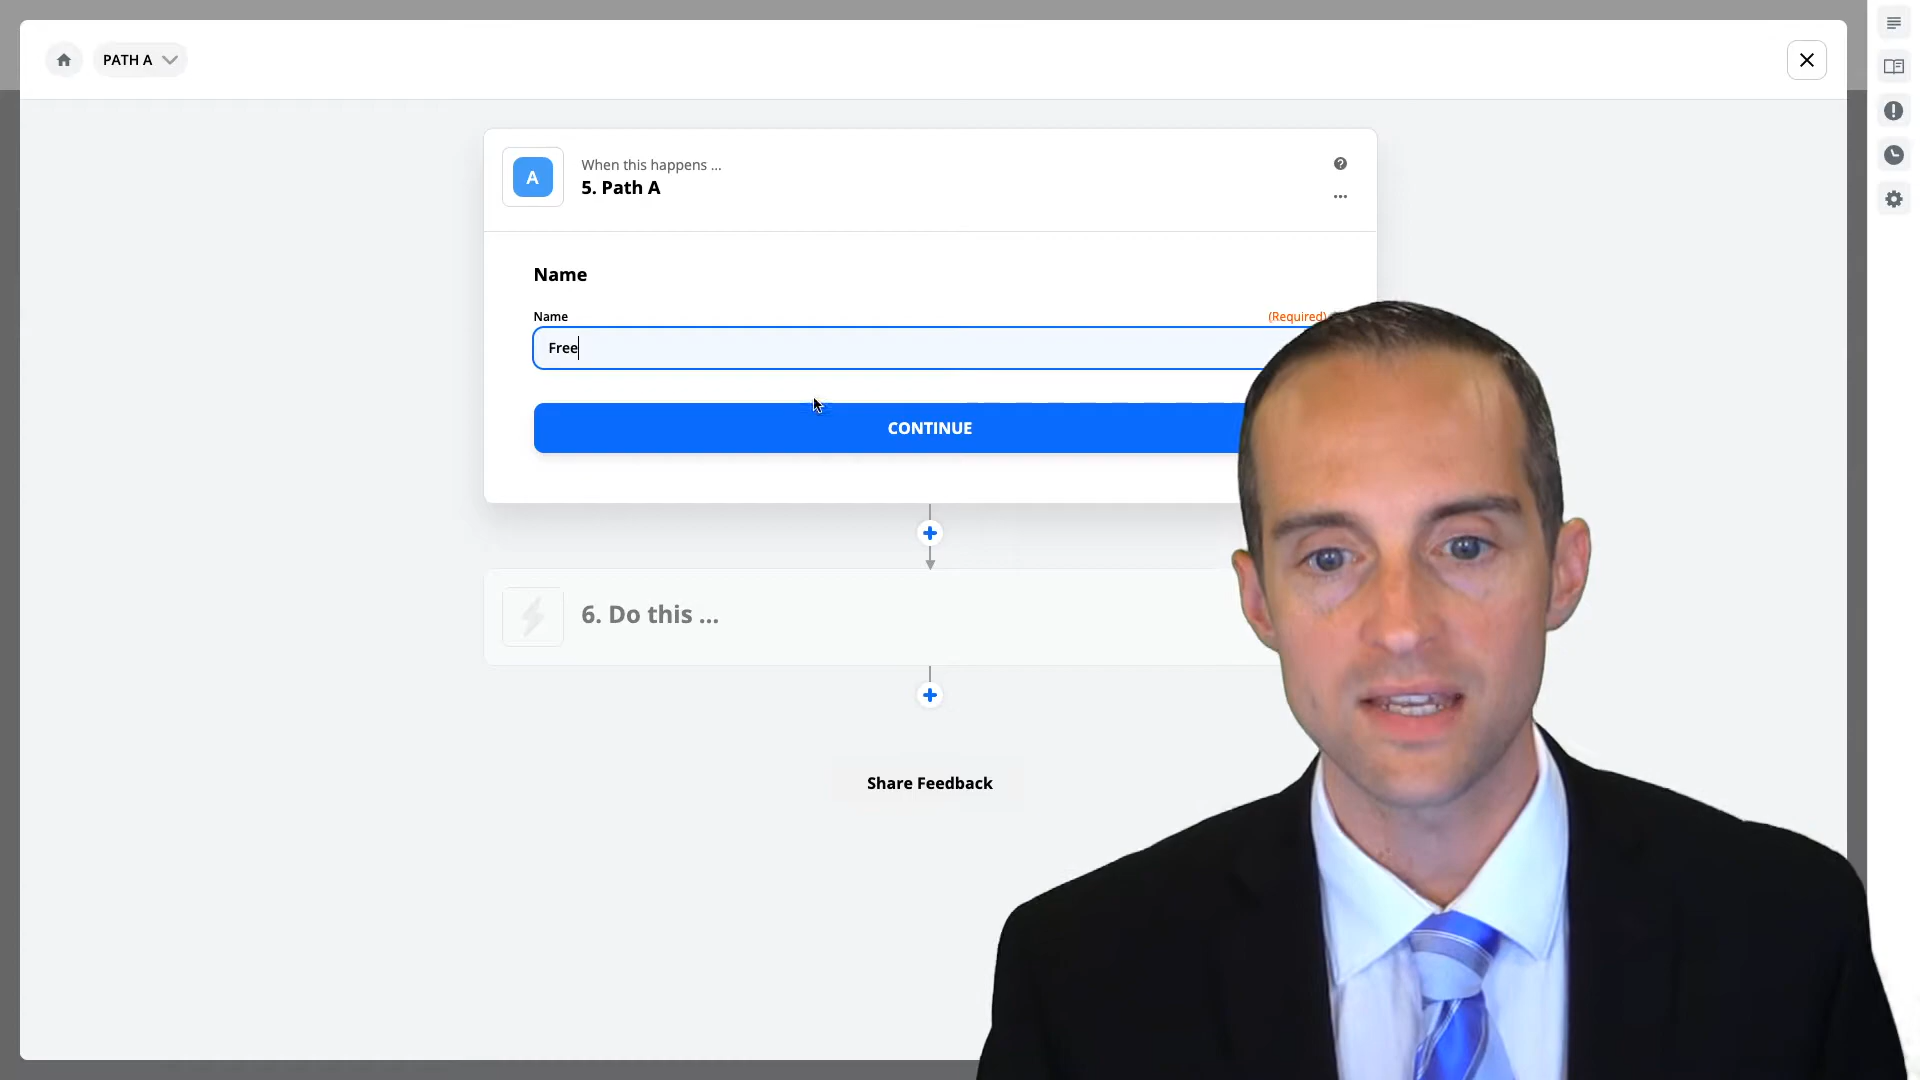 PATH A
A
When this happens ...
5. Path A
Name
Name
(Required)
Free
CONTINUE
6. Do this ...
Share Feedback